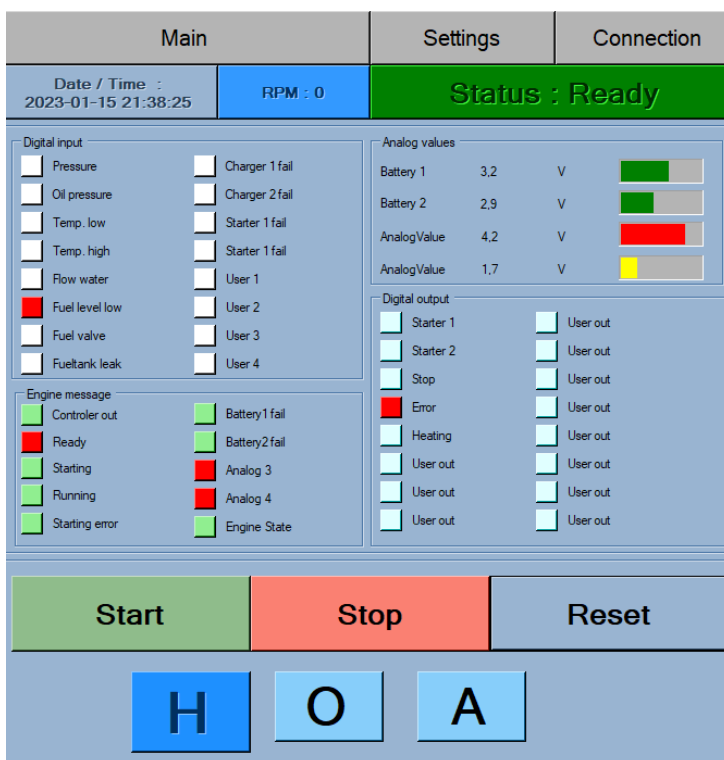 Main
Settings
Connection
Date / Time :
2023-01-15 21:38:25
RPM : 0
Status : Ready
Digital input
Pressure
Oil pressure
Temp. low
Temp. high
Flow water
Fuel level low
Fuel valve
Fueltank leak
Charger 1 fail
Charger 2 fail
Starter 1 fail
Starter 1 fail
User 1
User 2
User 3
User 4
Analog values
Battery 1 3,2 V
Battery 2 2,9 V
AnalogValue 4,2 V
AnalogValue 1,7 V
Engine message
Controler out
Ready
Starting
Running
Starting error
Battery1 fail
Battery2 fail
Analog 3
Analog 4
Engine State
Digital output
Starter 1
Starter 2
Stop
Error
Heating
User out
User out
User out
User out
User out
User out
User out
User out
User out
User out
User out
Start
Stop
Reset
H
O
A